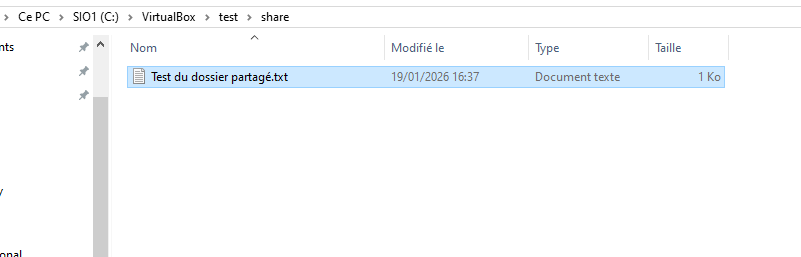 Ce PC > SIO1 (C:) > VirtualBox > test > share
nts
Nom Modifié le Type Taille
Test du dossier partagé.txt 19/01/2026 16:37 Document texte 1 Ko
onal